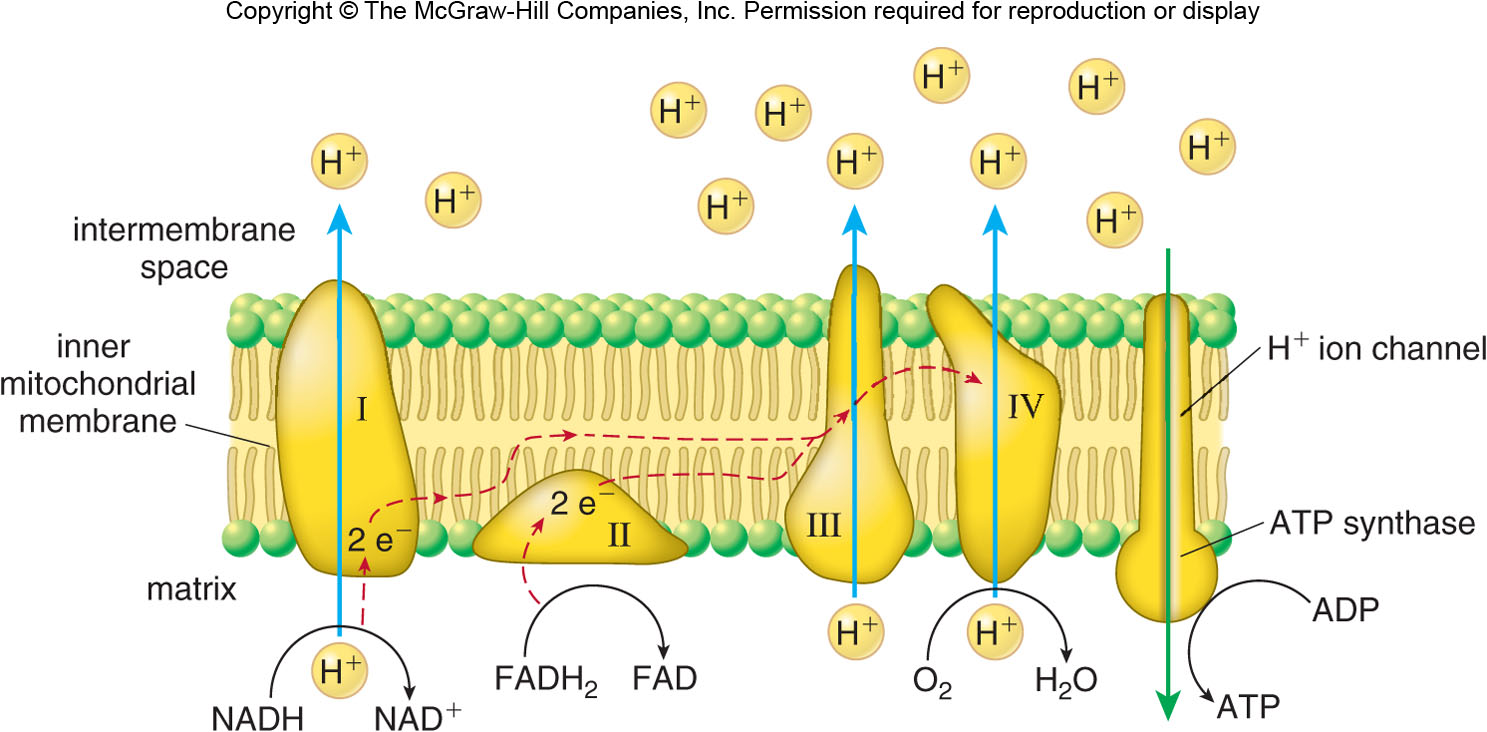 Copyright © The McGraw-Hill Companies, Inc. Permission required for reproduction or display
H⁺
H⁺
H⁺
H⁺
H⁺
H⁺
H⁺
H⁺
H⁺
H⁺
H⁺
H⁺
intermembrane
space
inner
mitochondrial
membrane
H⁺ ion channel
I
IV
2 e⁻
2 e⁻
II
III
ATP synthase
matrix
ADP
H⁺
H⁺
H⁺
NADH
NAD⁺
FADH₂
FAD
O₂
H₂O
ATP